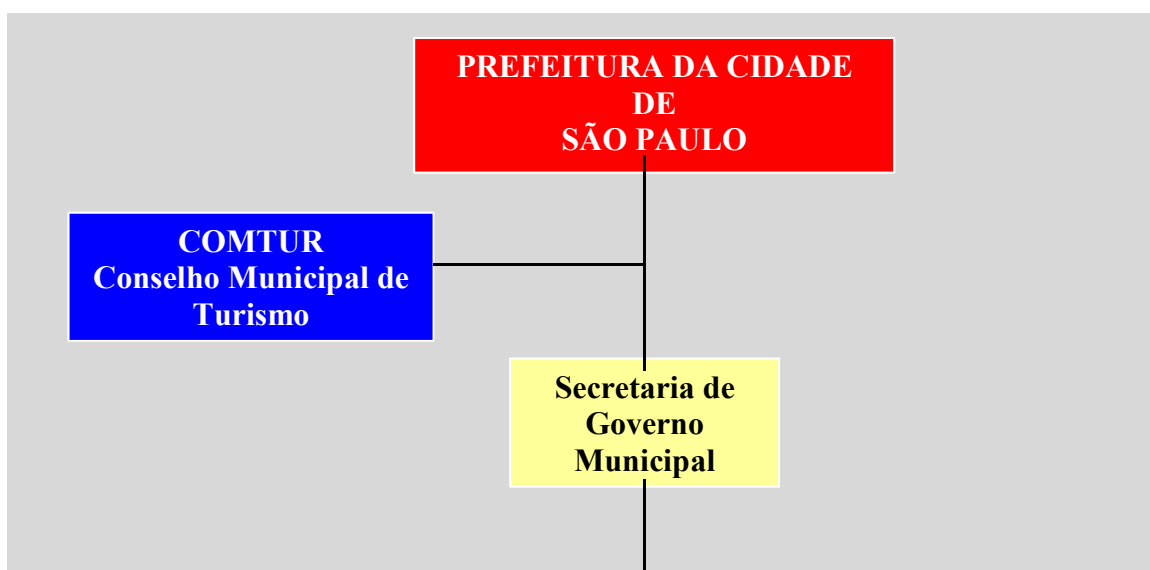 PREFEITURA DA CIDADE
DE
SÃO PAULO
COMTUR
Conselho Municipal de
Turismo
Secretaria de
Governo
Municipal